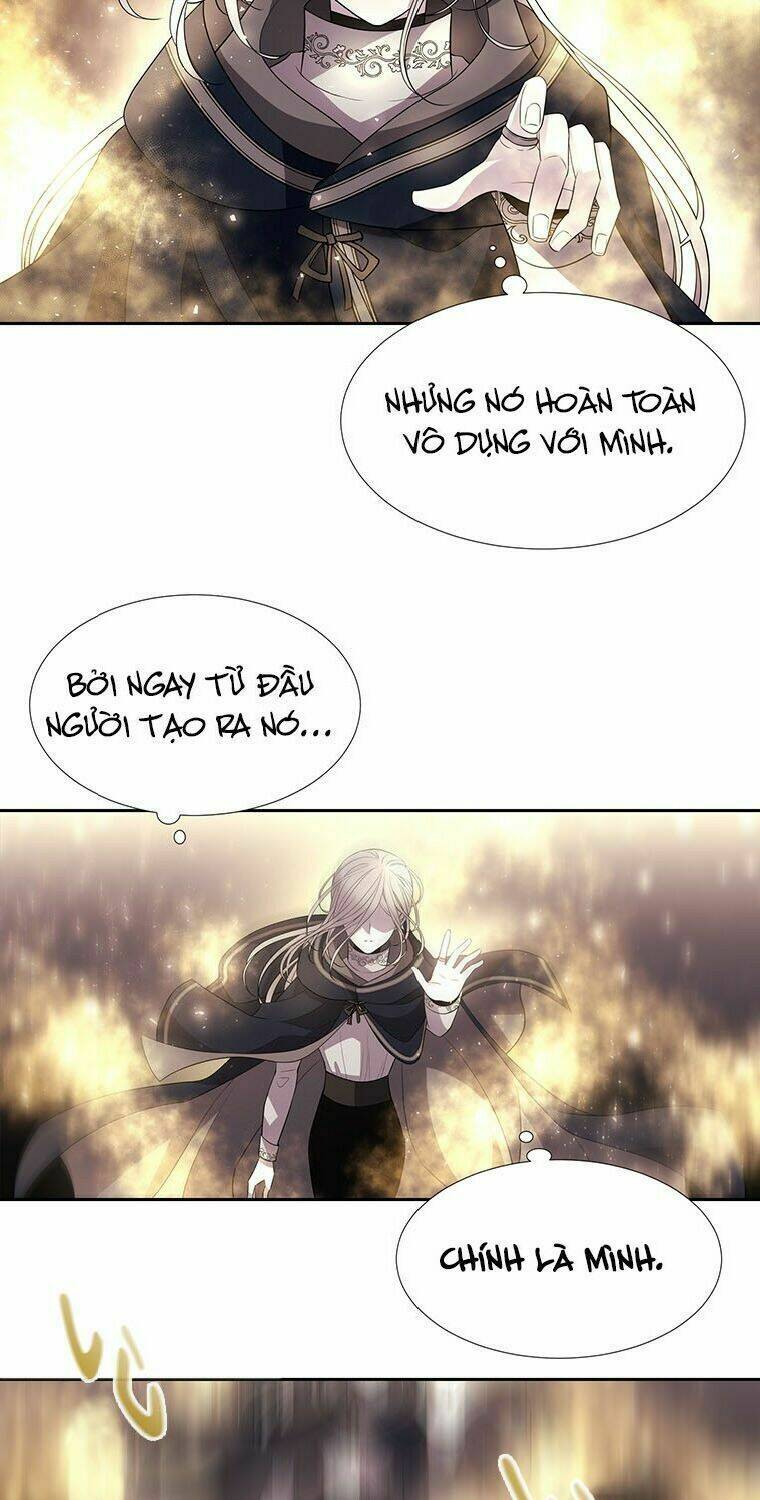 NHƯNG NÓ HOÀN TOÀN
VÔ DỤNG VỚI MÌNH.
BỞI NGAY TỪ ĐẦU
NGƯỜI TẠO RA NÓ...
CHÍNH LÀ MÌNH.